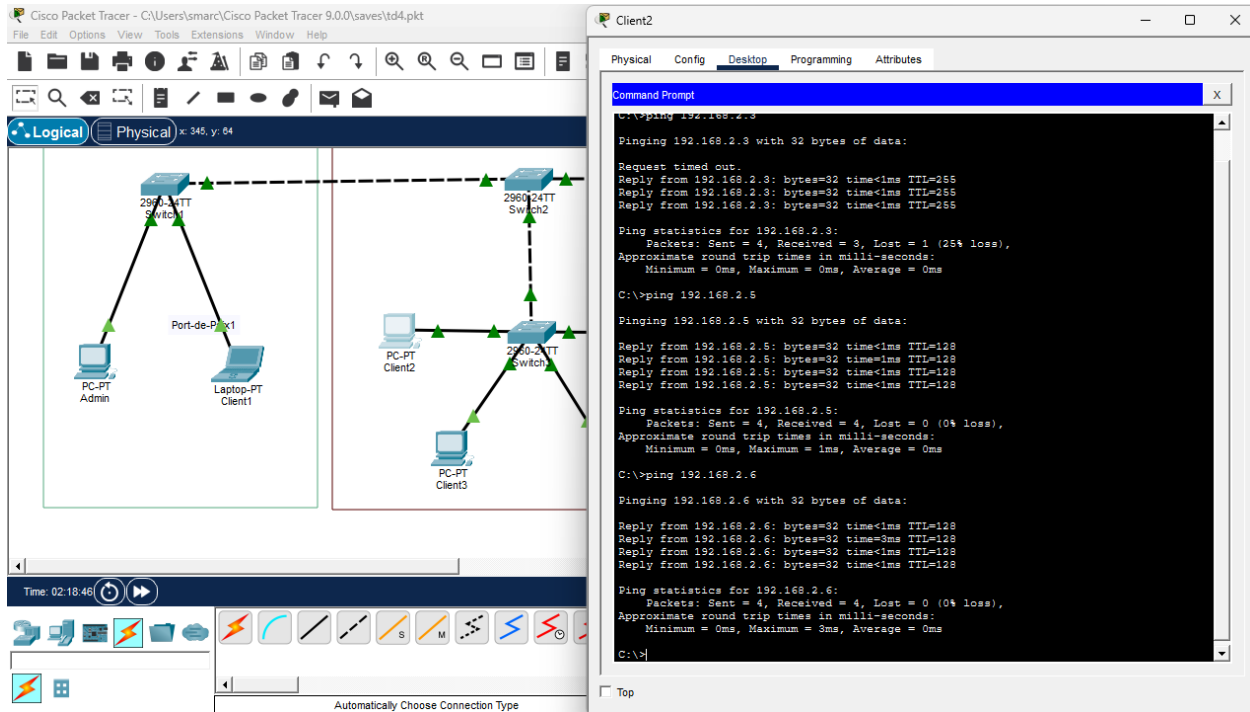 Cisco Packet Tracer - C:\Users\smarc\Cisco Packet Tracer 9.0.0\saves\td4.pkt
File Edit Options View Tools Extensions Window Help
Logical Physical x: 345, y: 64
2960-24TT
Switch1
2960-24TT
Switch2
Port-de-Paix1
PC-PT
Admin
Laptop-PT
Client1
PC-PT
Client2
2960-24TT
PC-PT
Client3
Time: 02:18:46
S
M
Automatically Choose Connection Type
Client2
Physical Config Desktop Programming Attributes
Command Prompt X
C:\>ping 192.168.2.3
Pinging 192.168.2.3 with 32 bytes of data:
Request timed out.
Reply from 192.168.2.3: bytes=32 time<1ms TTL=255
Reply from 192.168.2.3: bytes=32 time<1ms TTL=255
Reply from 192.168.2.3: bytes=32 time<1ms TTL=255
Ping statistics for 192.168.2.3:
Packets: Sent = 4, Received = 3, Lost = 1 (25% loss),
Approximate round trip times in milli-seconds:
Minimum = 0ms, Maximum = 0ms, Average = 0ms
C:\>ping 192.168.2.5
Pinging 192.168.2.5 with 32 bytes of data:
Reply from 192.168.2.5: bytes=32 time<1ms TTL=128
Reply from 192.168.2.5: bytes=32 time=1ms TTL=128
Reply from 192.168.2.5: bytes=32 time<1ms TTL=128
Reply from 192.168.2.5: bytes=32 time<1ms TTL=128
Ping statistics for 192.168.2.5:
Packets: Sent = 4, Received = 4, Lost = 0 (0% loss),
Approximate round trip times in milli-seconds:
Minimum = 0ms, Maximum = 1ms, Average = 0ms
C:\>ping 192.168.2.6
Pinging 192.168.2.6 with 32 bytes of data:
Reply from 192.168.2.6: bytes=32 time<1ms TTL=128
Reply from 192.168.2.6: bytes=32 time=3ms TTL=128
Reply from 192.168.2.6: bytes=32 time<1ms TTL=128
Reply from 192.168.2.6: bytes=32 time<1ms TTL=128
Ping statistics for 192.168.2.6:
Packets: Sent = 4, Received = 4, Lost = 0 (0% loss),
Approximate round trip times in milli-seconds:
Minimum = 0ms, Maximum = 3ms, Average = 0ms
C:\>
Top